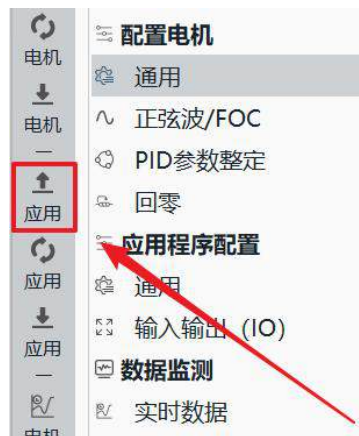 电机
电机
应用
应用
应用
配置电机
通用
正弦波/FOC
PID参数整定
回零
应用程序配置
通用
输入输出（IO）
数据监测
实时数据